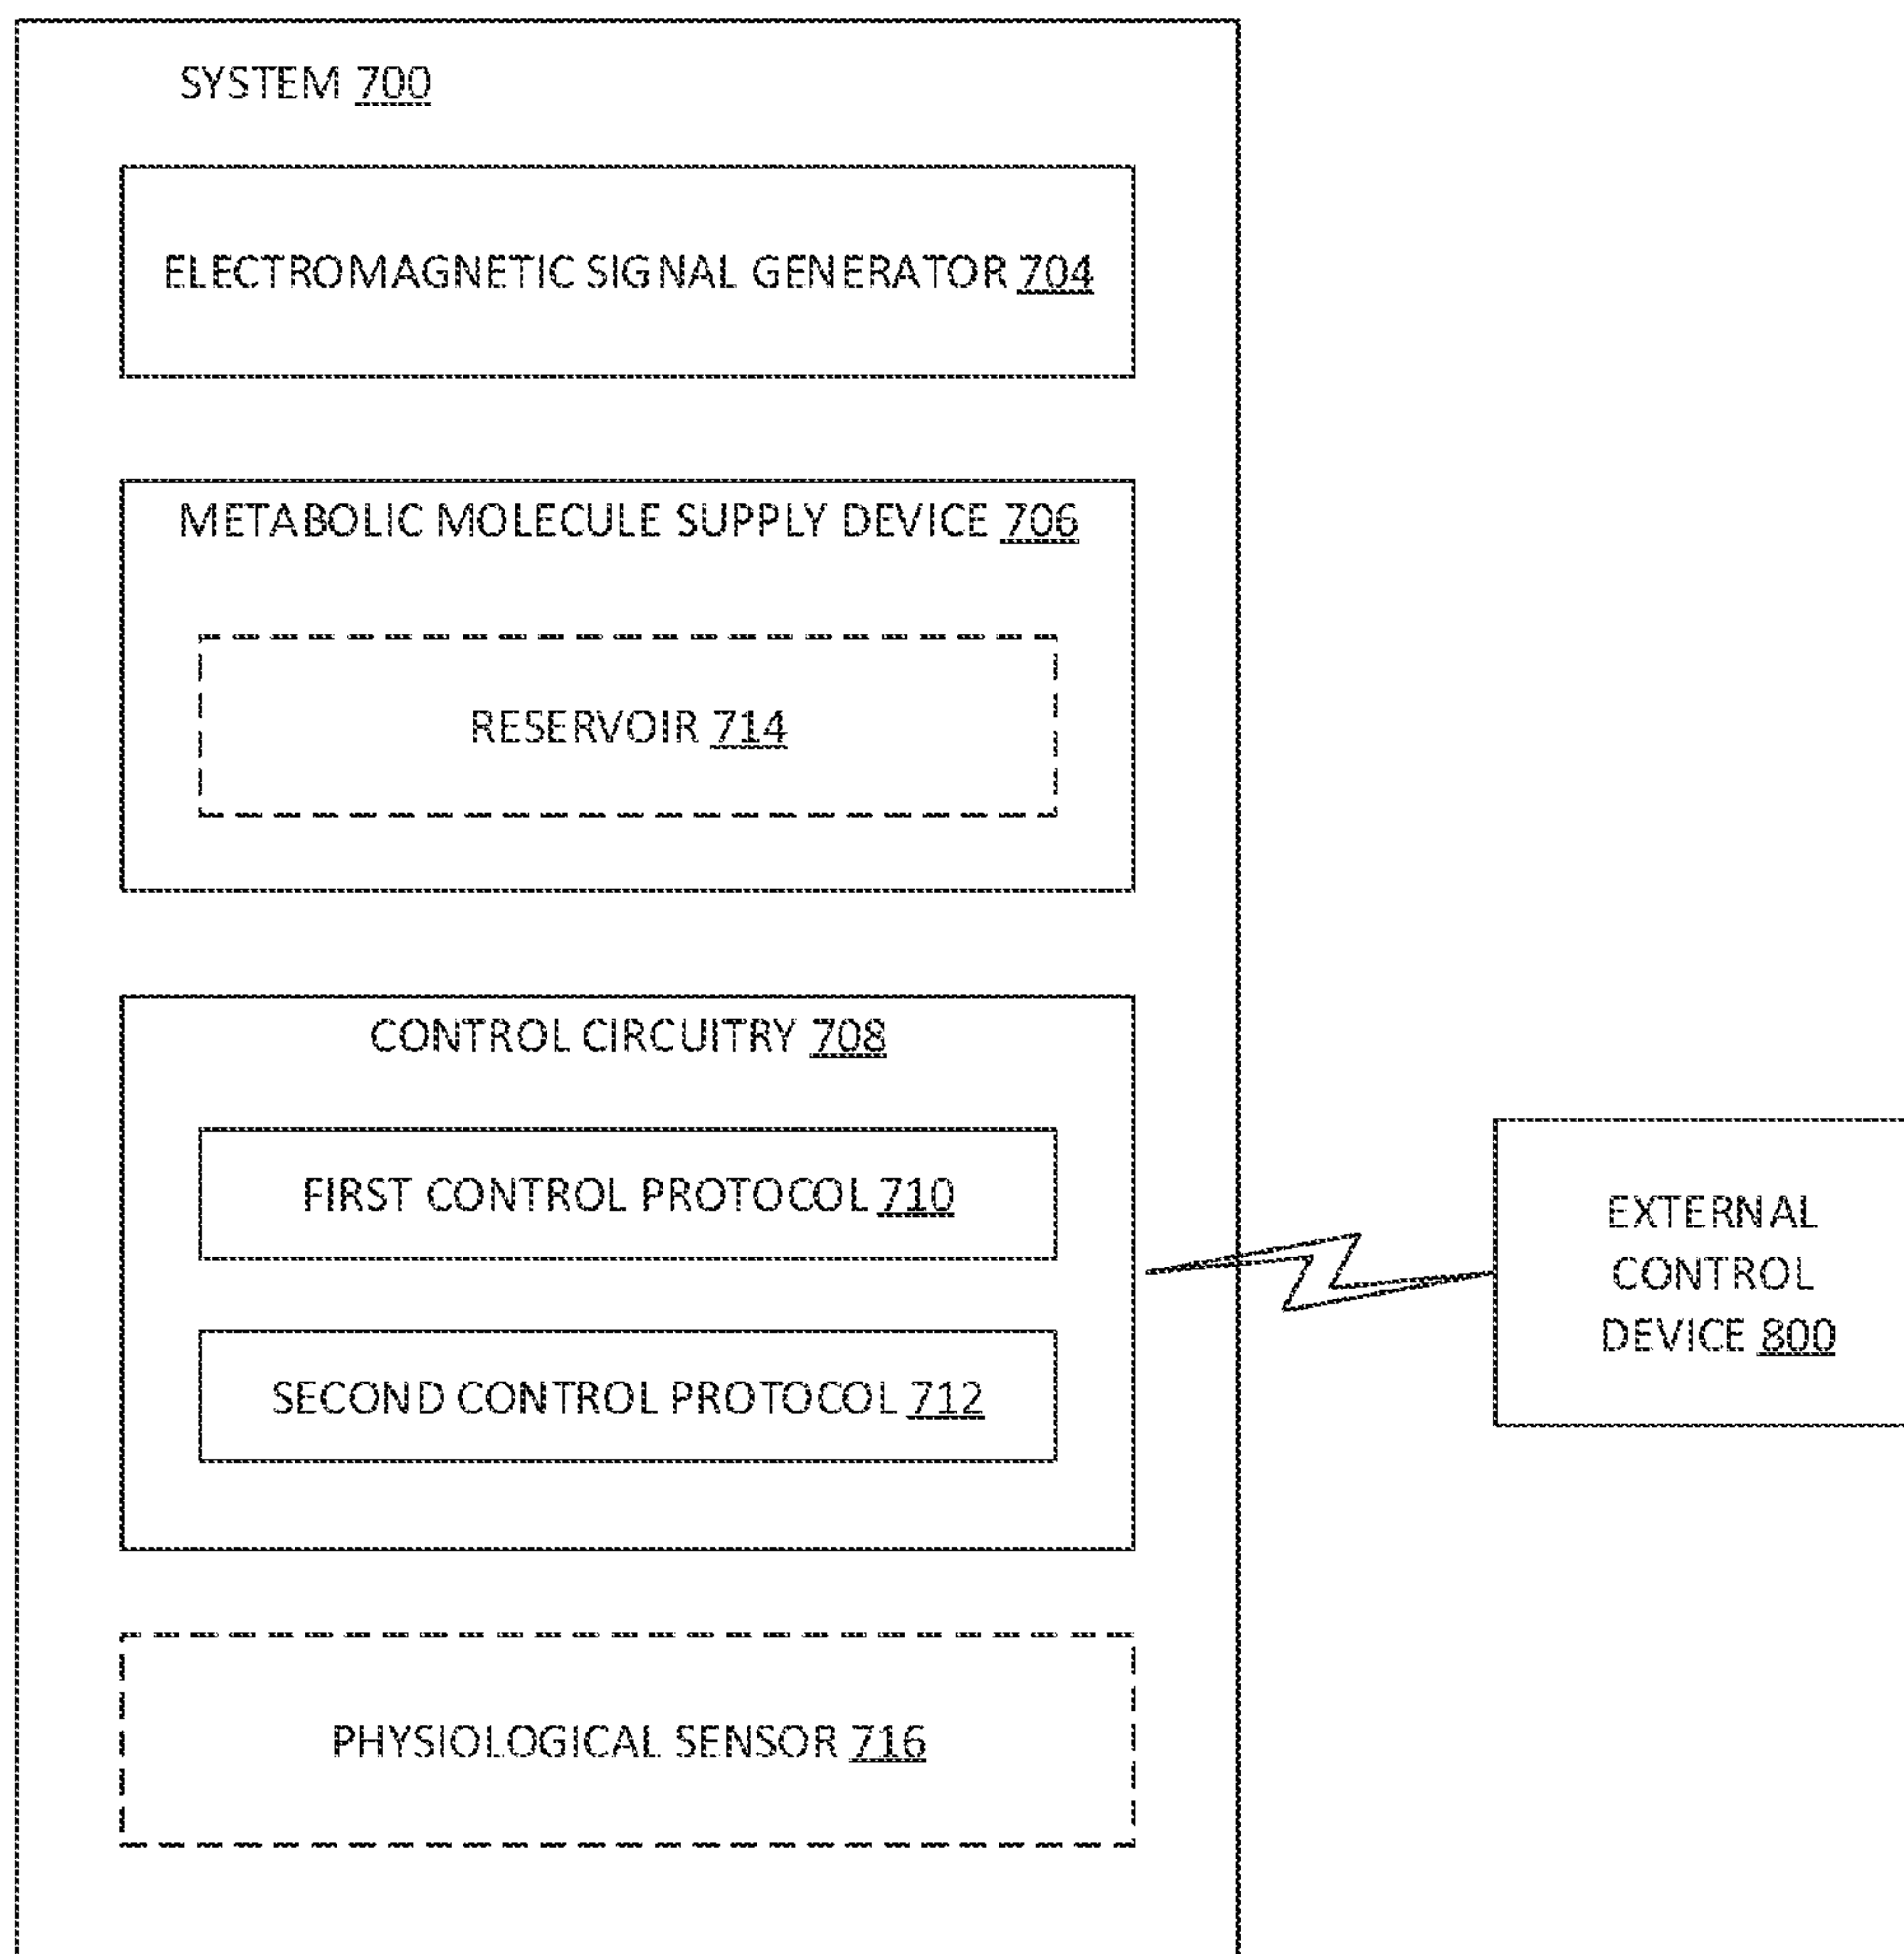 SYSTEM 700
ELECTROMAGNETIC SIGNAL GENERATOR 704
METABOLIC MOLECULE SUPPLY DEVICE 706
RESERVOIR 714
CONTROL CIRCUITRY 708
FIRST CONTROL PROTOCOL 710
SECOND CONTROL PROTOCOL 712
EXTERNAL
CONTROL
DEVICE 800
PHYSIOLOGICAL SENSOR 716